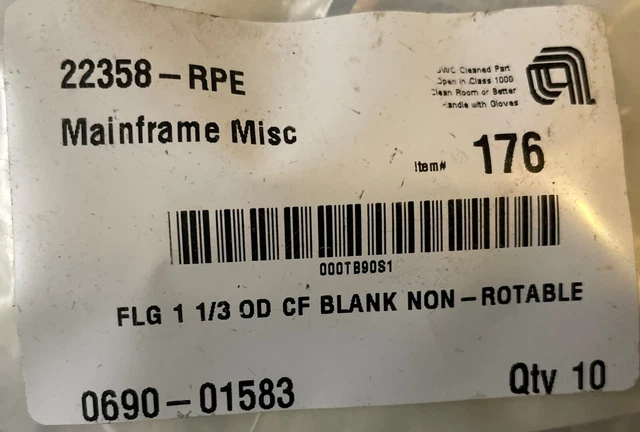 22358-RPE
UWC Cleaned Part
Open in Class 1000
Clean Room or Better
Handle with Gloves
Mainframe Misc
Item# 176
000TB90S1
FLG 1 1/3 OD CF BLANK NON-ROTABLE
0690-01583
Qty 10